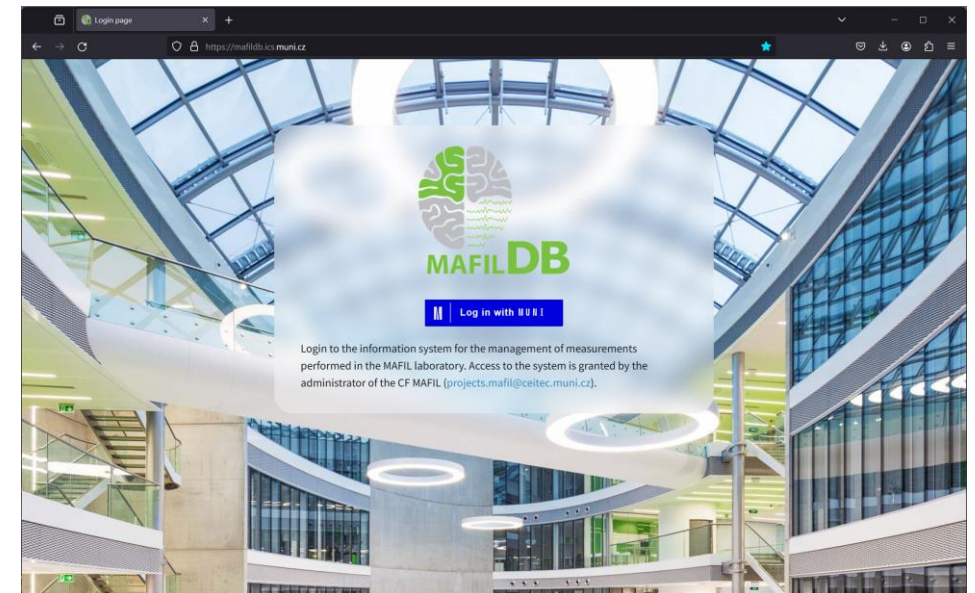 Login page
https://mafildb.ics.muni.cz
MAFILDB
M Log in with MUNI
Login to the information system for the management of measurements
performed in the MAFIL laboratory. Access to the system is granted by the
administrator of the CF MAFIL (projects.mafil@ceitec.muni.cz).